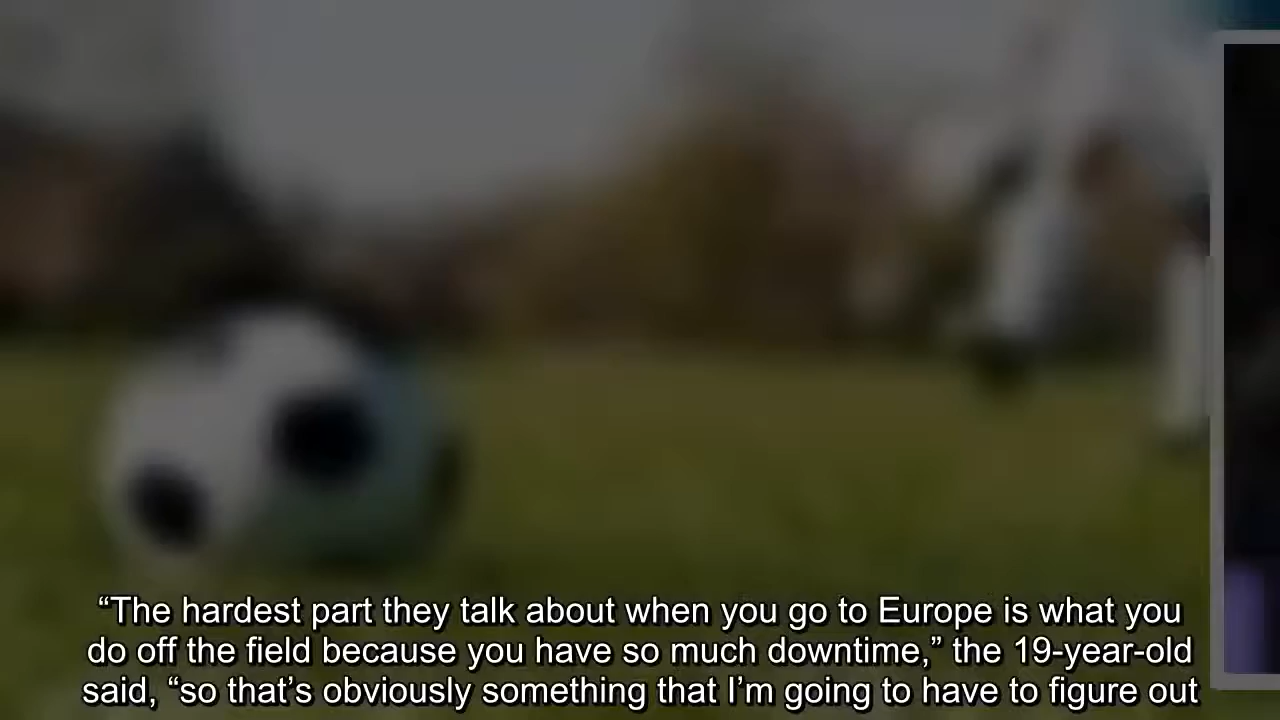 “The hardest part they talk about when you go to Europe is what you
do off the field because you have so much downtime,” the 19-year-old
said, “so that’s obviously something that I’m going to have to figure out